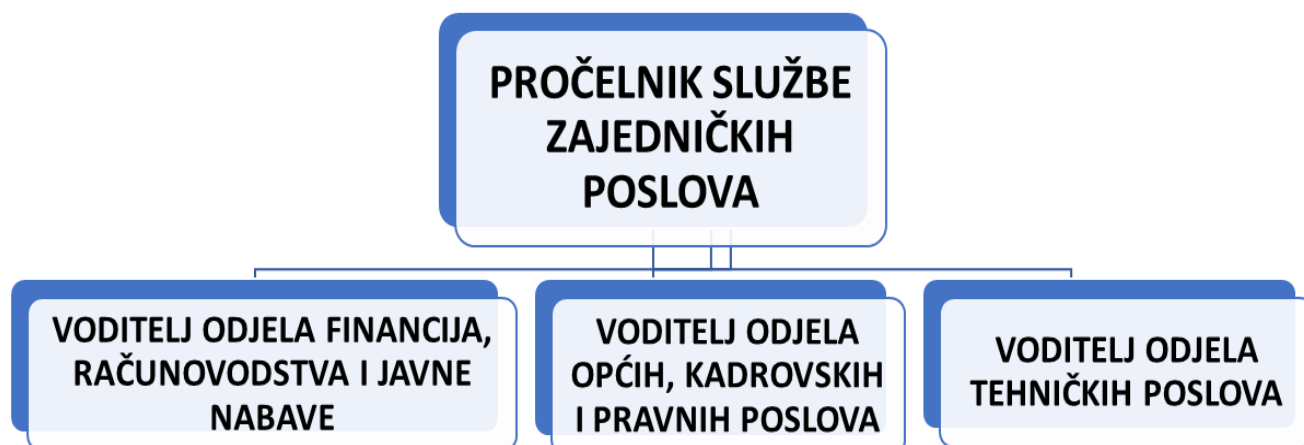 PROČELNIK SLUŽBE
ZAJEDNIČKIH
POSLOVA
VODITELJ ODJELA FINANCIJA,
RAČUNOVODSTVA I JAVNE
NABAVE
VODITELJ ODJELA
OPĆIH, KADROVSKIH
I PRAVNIH POSLOVA
VODITELJ ODJELA
TEHNIČKIH POSLOVA